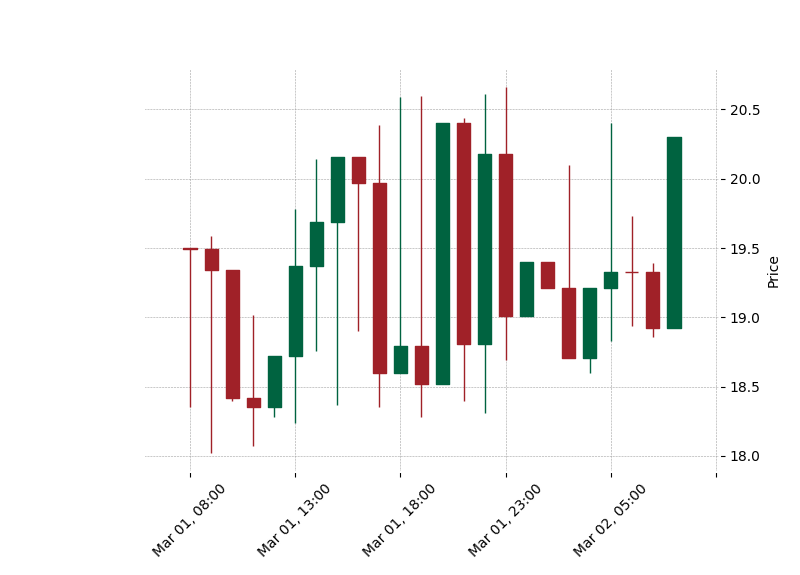 20.5
20.0
19.5
19.0
18.5
18.0
Price
Mar 01, 08:00
Mar 01, 13:00
Mar 01, 18:00
Mar 01, 23:00
Mar 02, 05:00